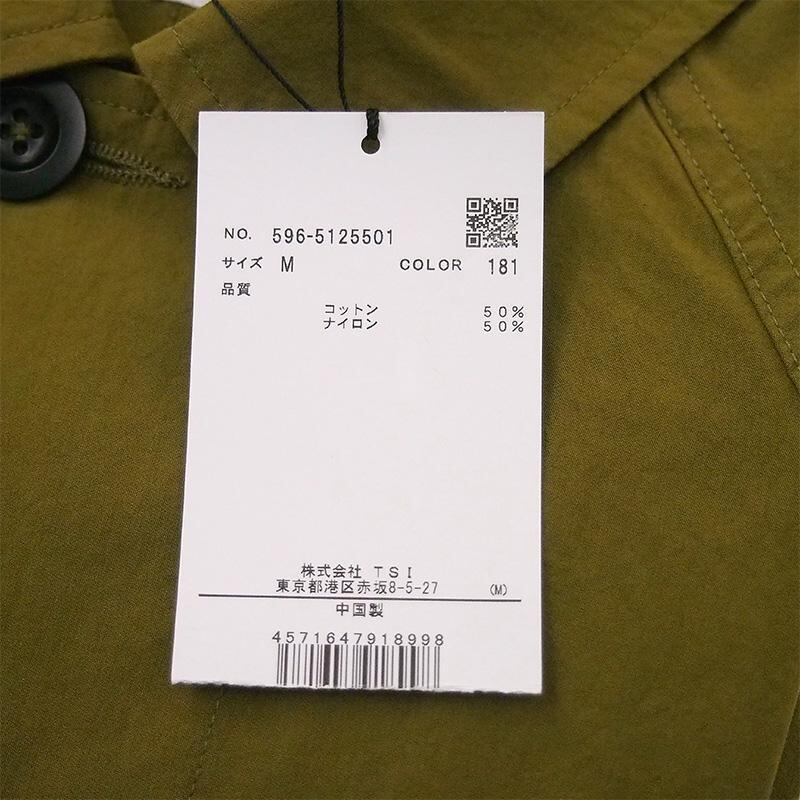 NO. 596-5125501
サイズ M COLOR 181
品質
コットン 50%
ナイロン 50%
株式会社 TSI
東京都港区赤坂8-5-27 (M)
中国製
4571647918998